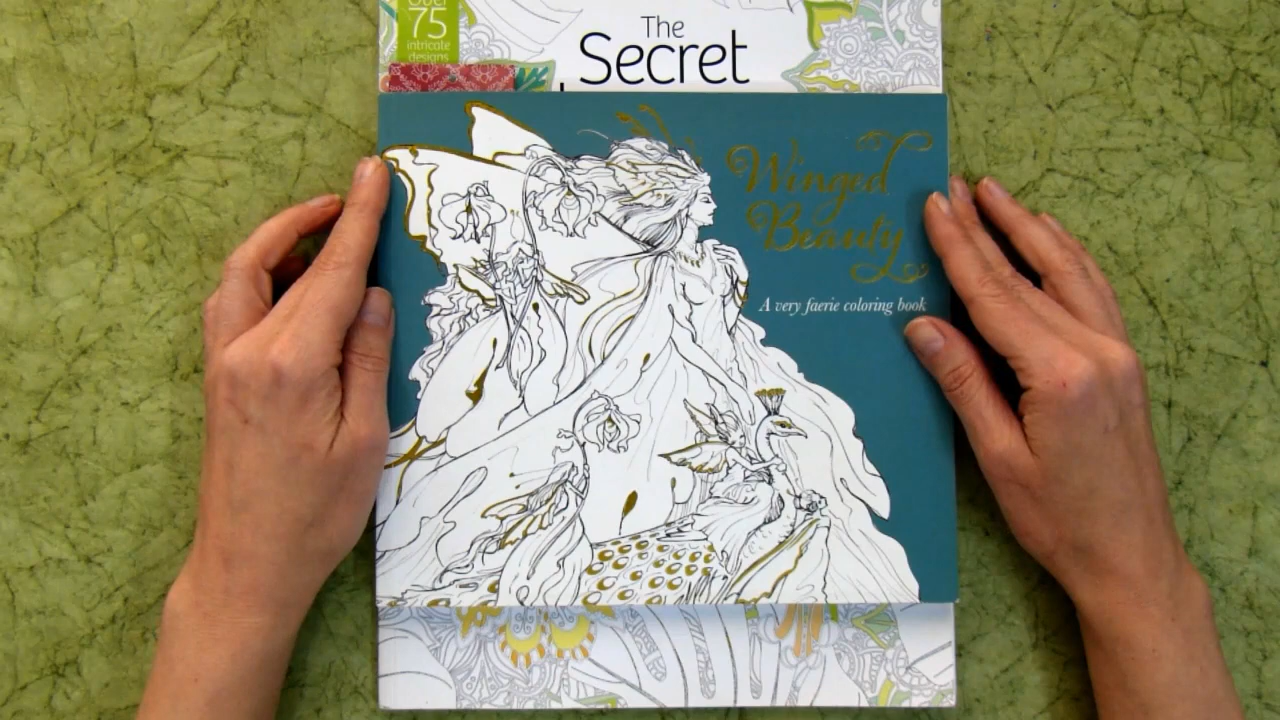 Over
75
intricate
designs
The
Secret
Winged
Beauty
A very faerie coloring book